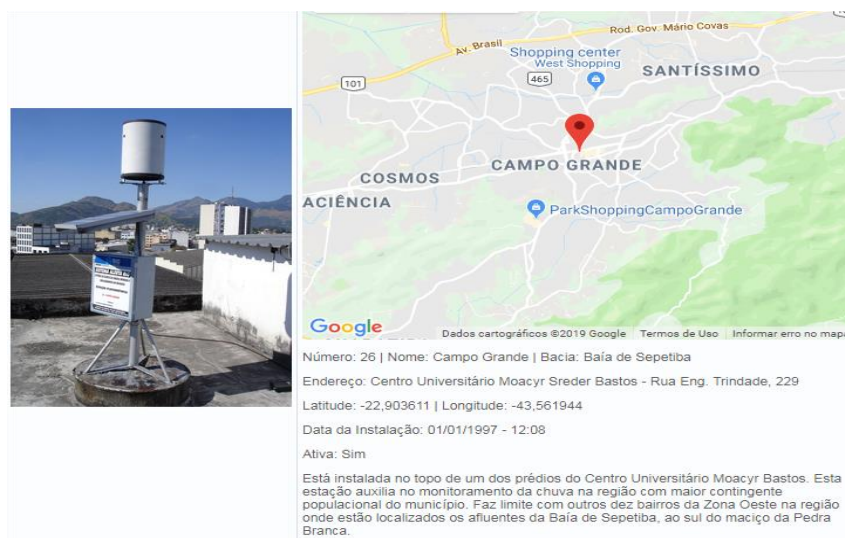 Rod. Gov. Mário Covas
Av. Brasil
Shopping center
West Shopping
SANTÍSSIMO
101
465
CAMPO GRANDE
COSMOS
ACIÊNCIA
ParkShoppingCampoGrande
Google
Dados cartográficos ©2019 Google Termos de Uso Informar erro no mapa
Número: 26 | Nome: Campo Grande | Bacia: Baía de Sepetiba
Endereço: Centro Universitário Moacyr Sreder Bastos - Rua Eng. Trindade, 229
Latitude: -22,903611 | Longitude: -43,561944
Data da Instalação: 01/01/1997 - 12:08
Ativa: Sim
Está instalada no topo de um dos prédios do Centro Universitário Moacyr Bastos. Esta
estação auxilia no monitoramento da chuva na região com maior contingente
populacional do município. Faz limite com outros dez bairros da Zona Oeste na região
onde estão localizados os afluentes da Baía de Sepetiba, ao sul do maciço da Pedra
Branca.